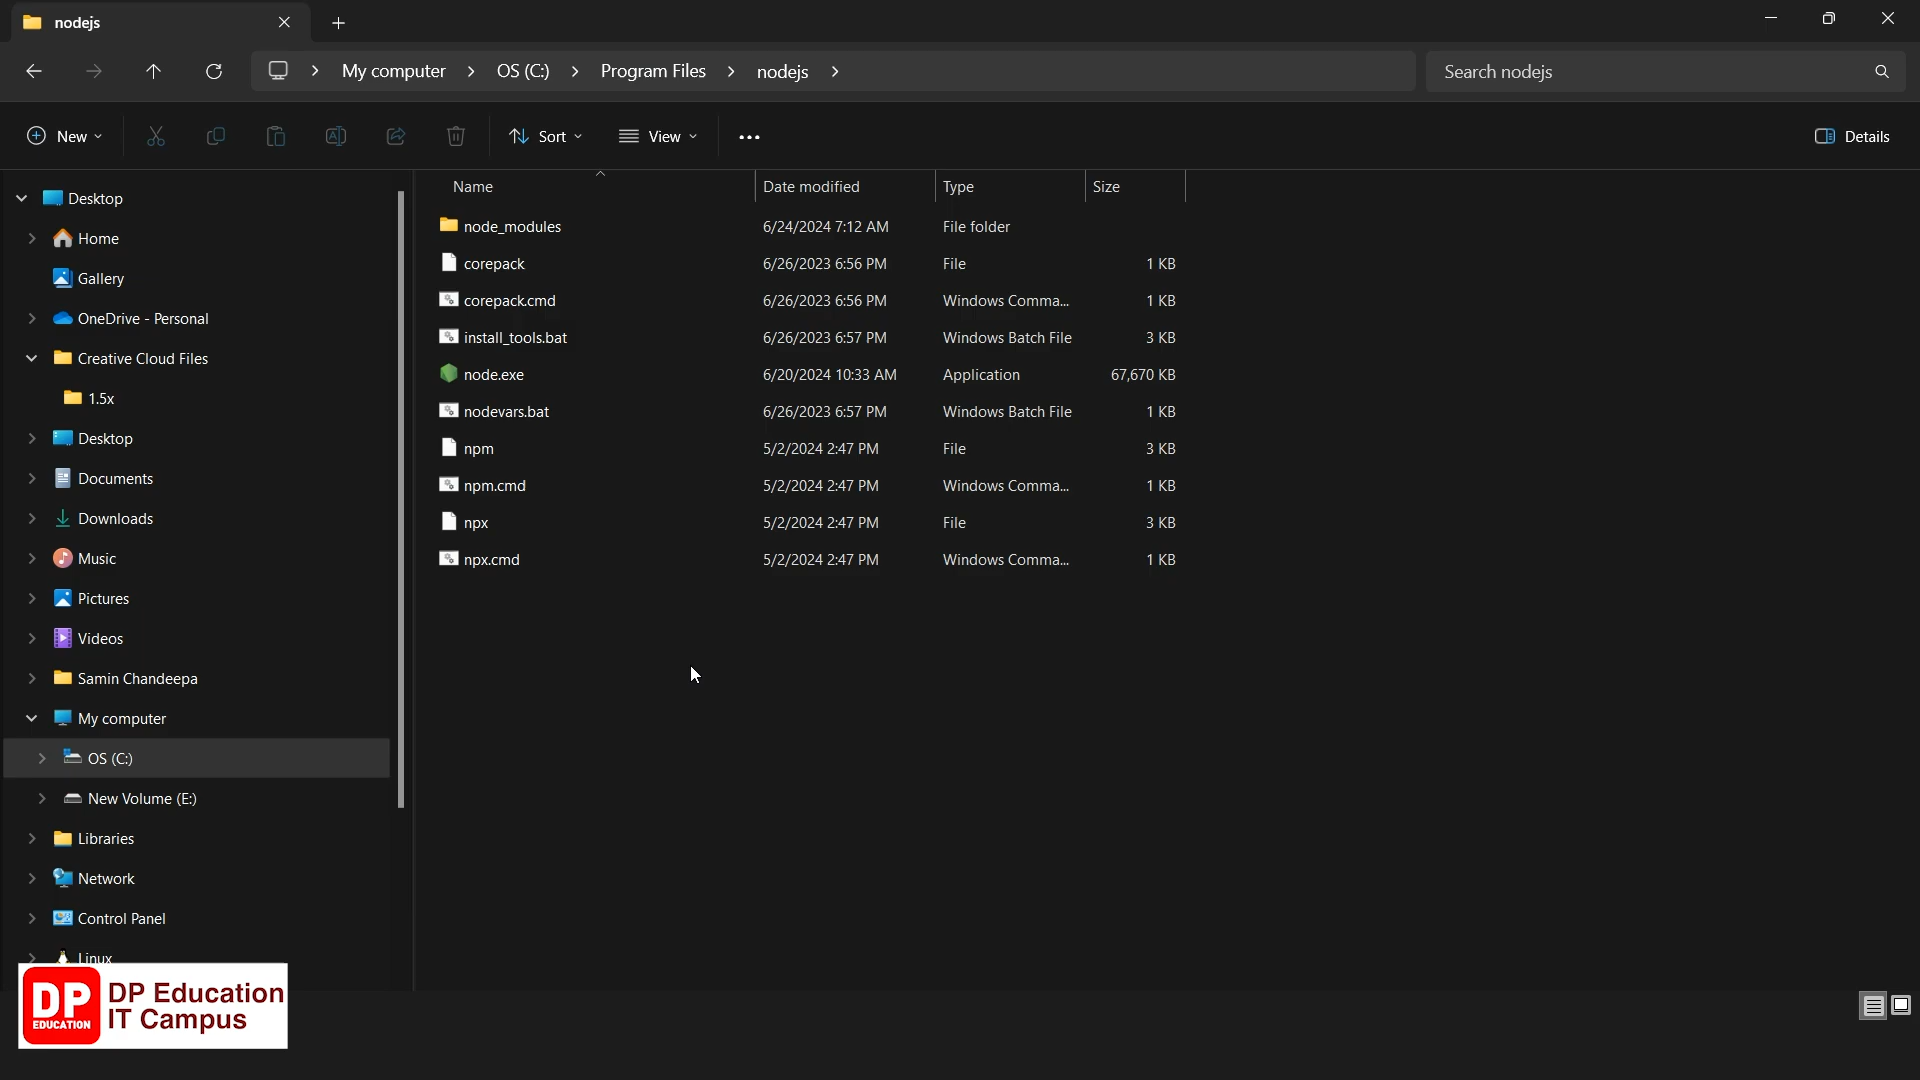 nodejs
My computer > OS (C:) > Program Files > nodejs >
Search nodejs
New
Sort
View
Details
Desktop
Home
Gallery
OneDrive - Personal
Creative Cloud Files
1.5x
Desktop
Documents
Downloads
Music
Pictures
Videos
Samin Chandeepa
My computer
OS (C:)
New Volume (E:)
Libraries
Network
Control Panel
Linux
Name Date modified Type Size
node_modules 6/24/2024 7:12 AM File folder
corepack 6/26/2023 6:56 PM File 1 KB
corepack.cmd 6/26/2023 6:56 PM Windows Comma... 1 KB
install_tools.bat 6/26/2023 6:57 PM Windows Batch File 3 KB
node.exe 6/20/2024 10:33 AM Application 67,670 KB
nodevars.bat 6/26/2023 6:57 PM Windows Batch File 1 KB
npm 5/2/2024 2:47 PM File 3 KB
npm.cmd 5/2/2024 2:47 PM Windows Comma... 1 KB
npx 5/2/2024 2:47 PM File 3 KB
npx.cmd 5/2/2024 2:47 PM Windows Comma... 1 KB
DP
EDUCATION
DP Education
IT Campus